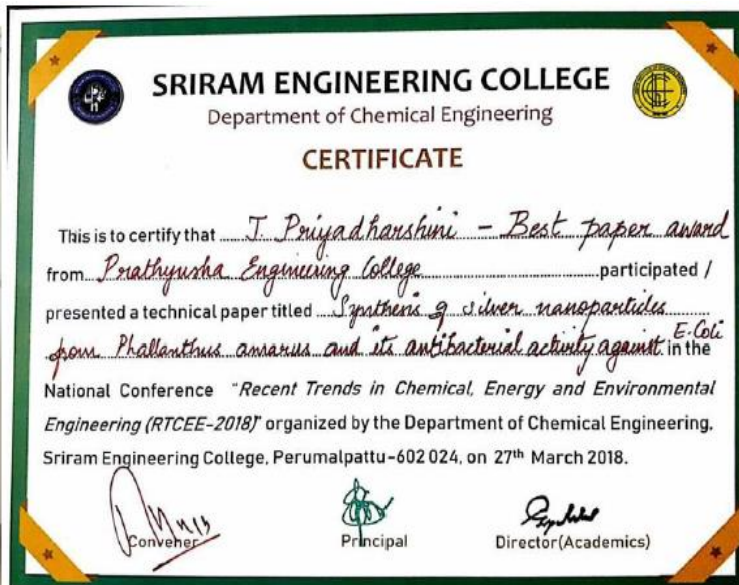 SRIRAM ENGINEERING COLLEGE
Department of Chemical Engineering
CERTIFICATE
This is to certify that T. Priyadharshini - Best paper award
from Prathyusha Engineering College participated /
presented a technical paper titled Synthesis of silver nanoparticles
from Phallanthus amarus and its antibacterial activity against E.Coli in the
National Conference "Recent Trends in Chemical, Energy and Environmental
Engineering (RTCEE-2018)" organized by the Department of Chemical Engineering,
Sriram Engineering College, Perumalpattu-602 024, on 27th March 2018.
Convener Principal Director(Academics)